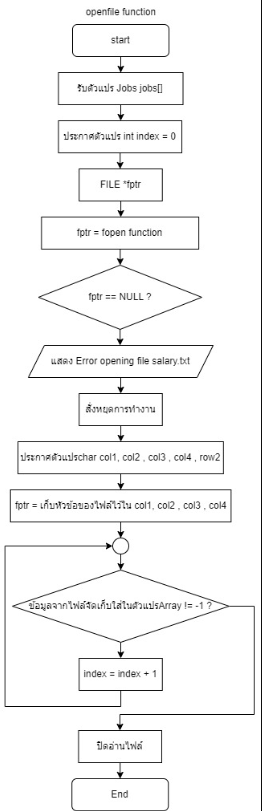 openfile function
start
รับตัวแปร Jobs jobs[]
ประกาศตัวแปร int index = 0
FILE *fptr
fptr = fopen function
fptr == NULL ?
แสดง Error opening file salary.txt
สั่งหยุดการทำงาน
ประกาศตัวแปรchar col1, col2 , col3 , col4 , row2
fptr = เก็บหัวข้อของไฟล์ไว้ใน col1, col2 , col3 , col4
ข้อมูลจากไฟล์จัดเก็บใส่ในตัวแปรArray != -1 ?
index = index + 1
ปิดอ่านไฟล์
End